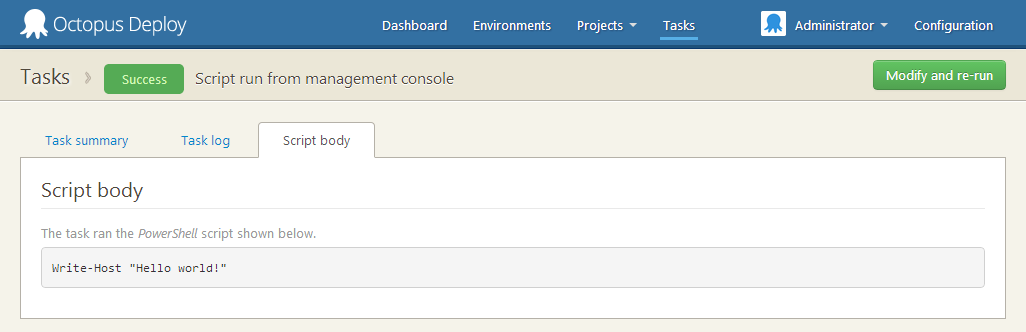 Octopus Deploy Dashboard Environments Projects Tasks Administrator Configuration
Tasks › Success Script run from management console Modify and re-run
Task summary Task log Script body
Script body
The task ran the PowerShell script shown below.
Write-Host "Hello world!"